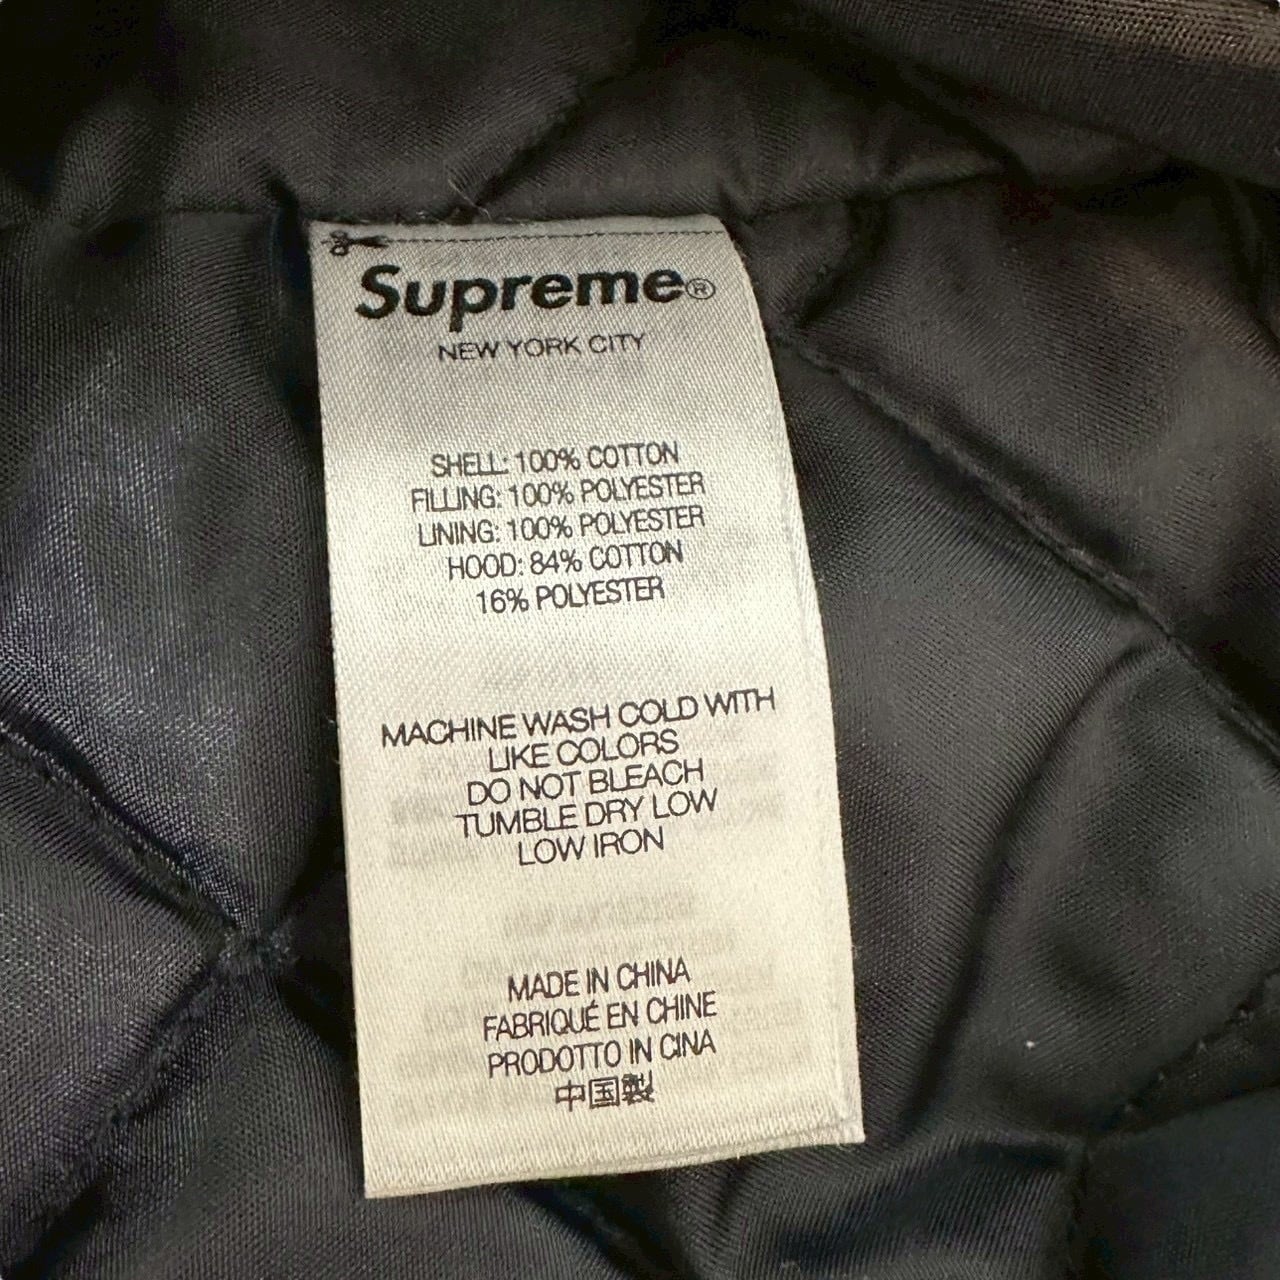 Supreme®
NEW YORK CITY
SHELL: 100% COTTON
FILLING: 100% POLYESTER
LINING: 100% POLYESTER
HOOD: 84% COTTON
16% POLYESTER
MACHINE WASH COLD WITH
LIKE COLORS
DO NOT BLEACH
TUMBLE DRY LOW
LOW IRON
MADE IN CHINA
FABRIQUÉ EN CHINE
PRODOTTO IN CINA
中国製